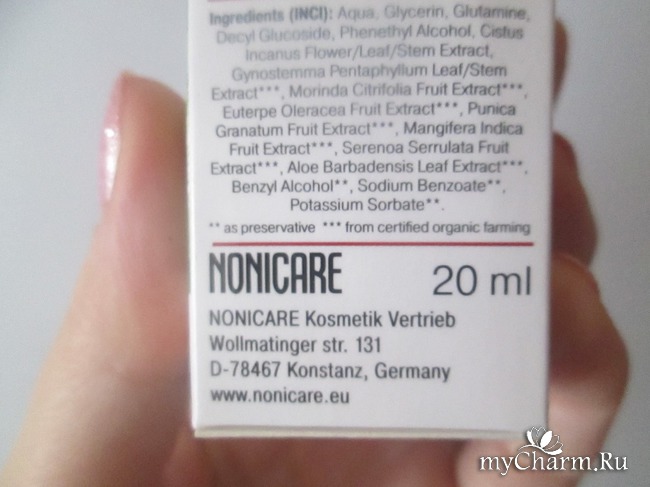 Ingredients (INCI): Aqua, Glycerin, Glutamine,
Decyl Glucoside, Phenethyl Alcohol, Cistus
Incanus Flower/Leaf/Stem Extract,
Gynostemma Pentaphyllum Leaf/Stem
Extract***, Morinda Citrifolia Fruit Extract***,
Euterpe Oleracea Fruit Extract***, Punica
Granatum Fruit Extract***, Mangifera Indica
Fruit Extract***, Serenoa Serrulata Fruit
Extract***, Aloe Barbadensis Leaf Extract***,
Benzyl Alcohol**, Sodium Benzoate**,
Potassium Sorbate**.
** as preservative *** from certified organic farming
NONICARE 20 ml
NONICARE Kosmetik Vertrieb
Wollmatinger str. 131
D-78467 Konstanz, Germany
www.nonicare.eu
myCharm.Ru